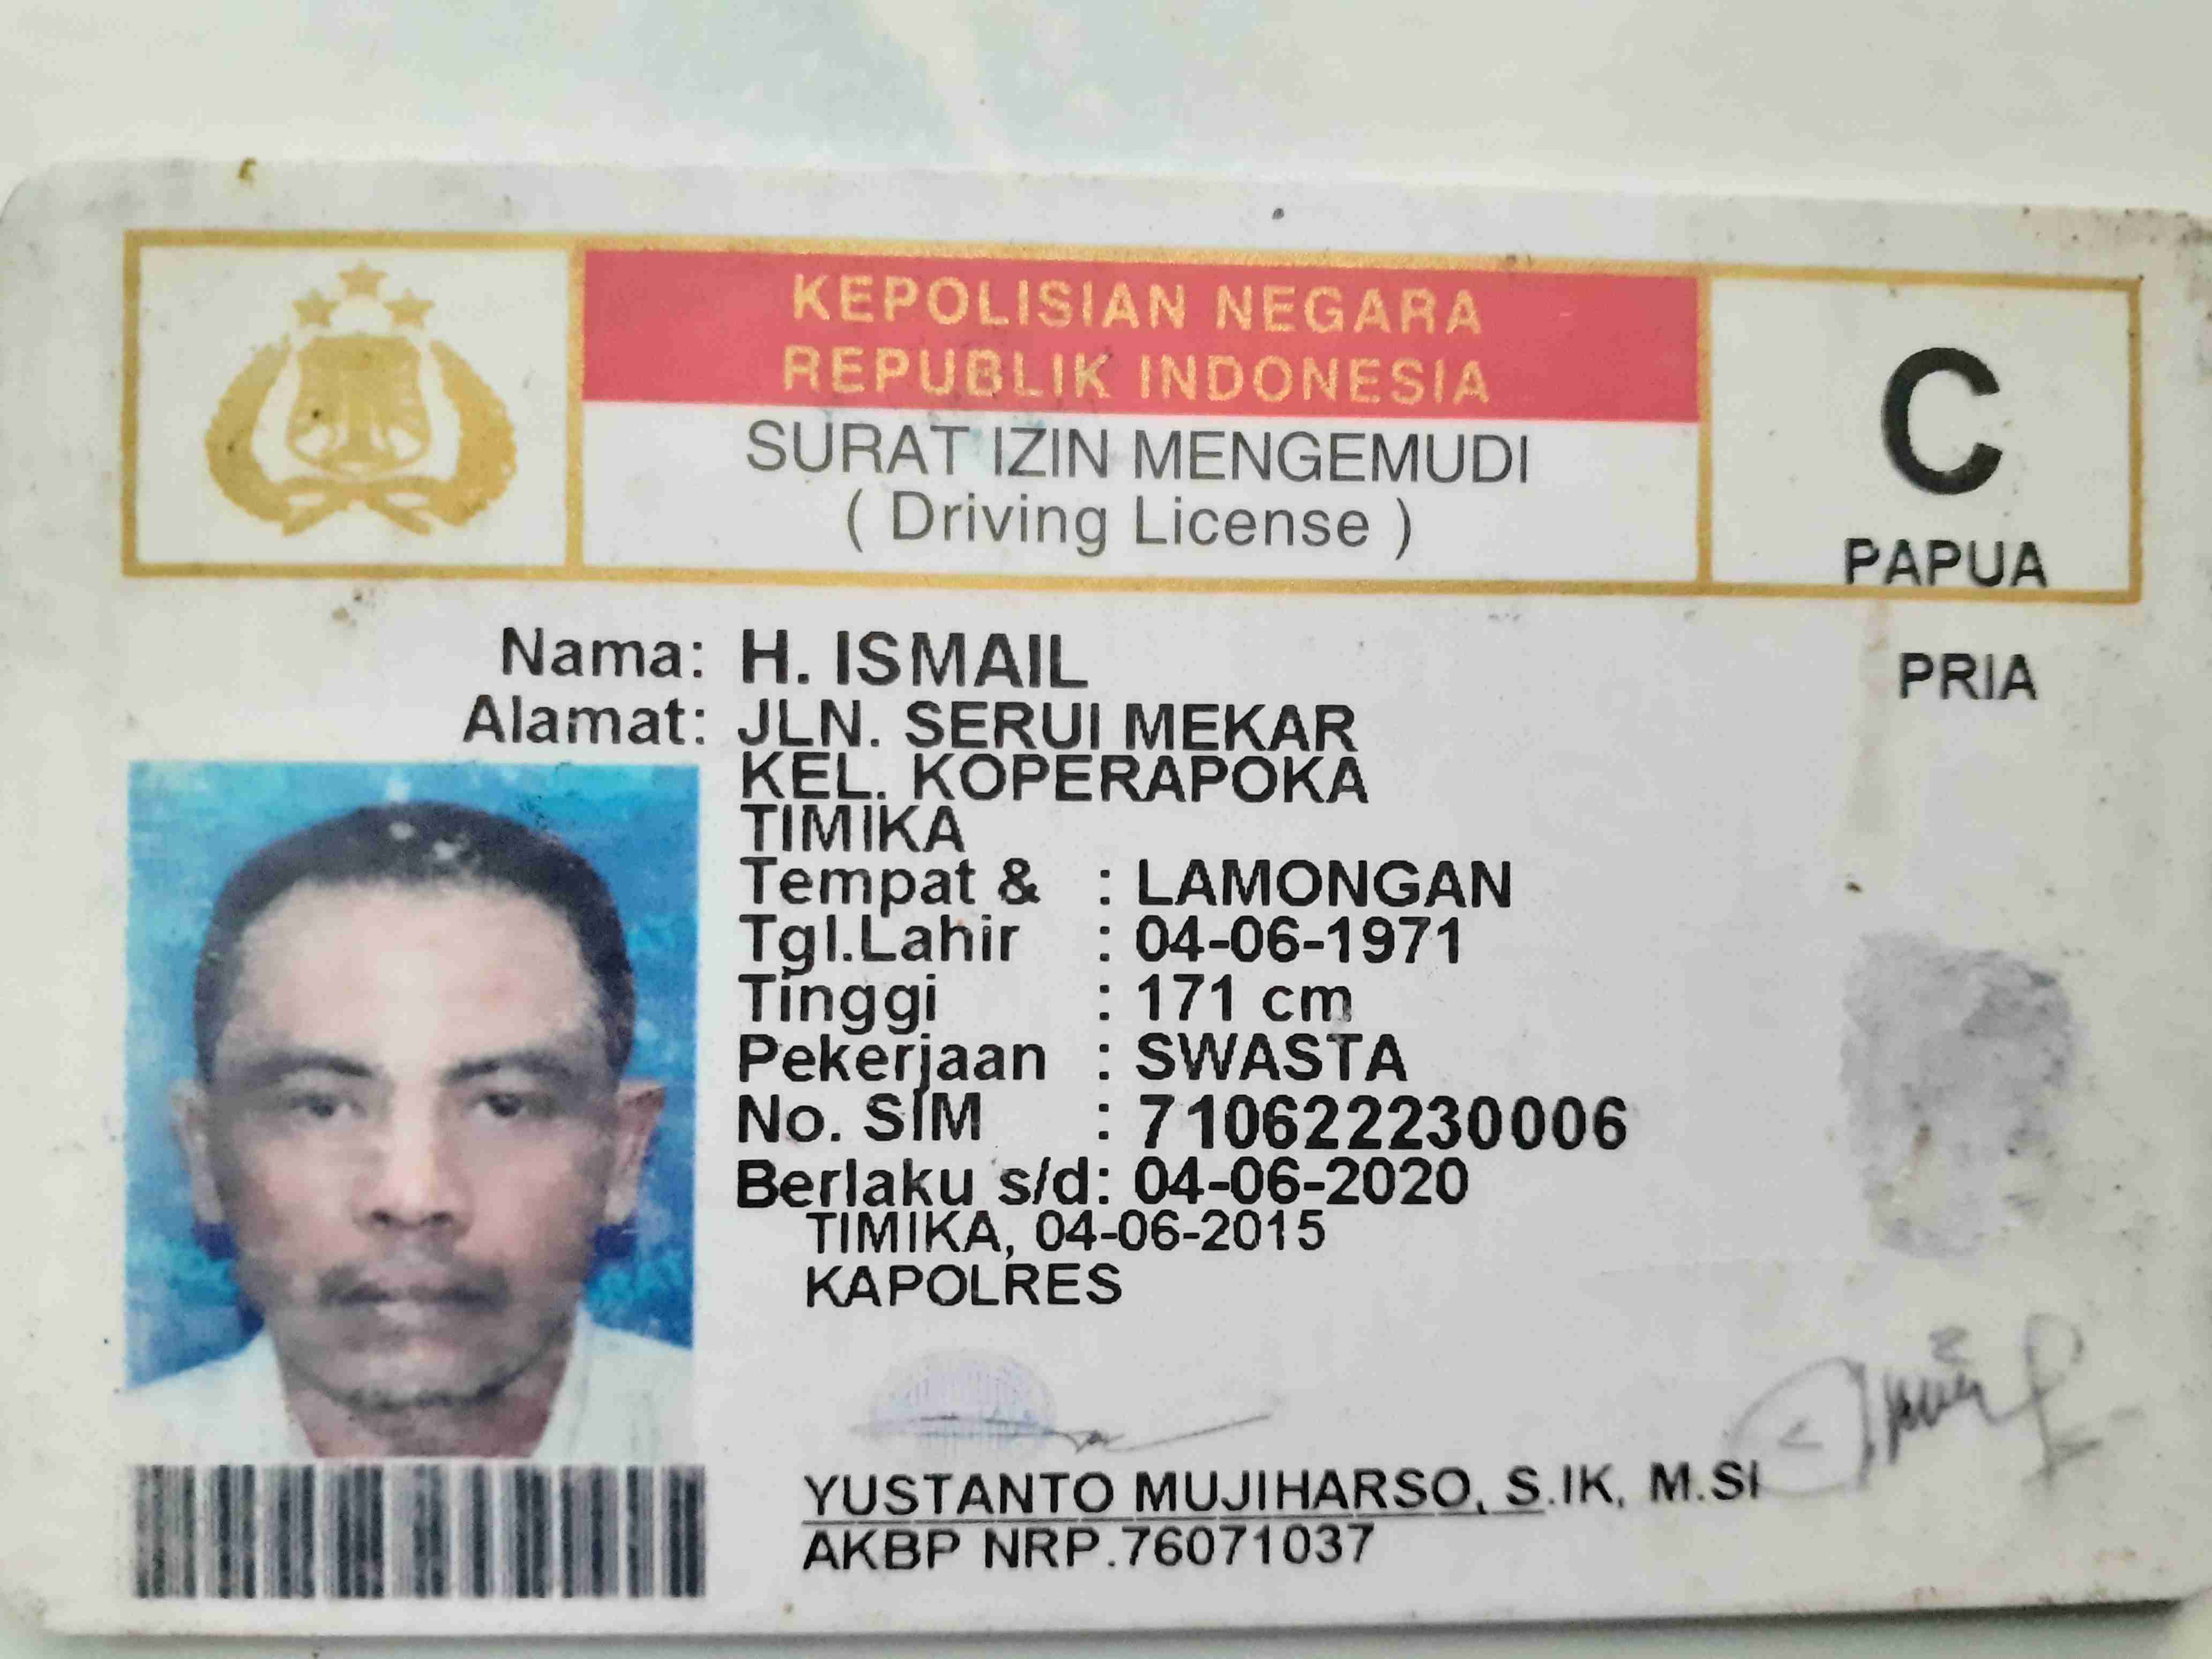 KEPOLISIAN NEGARA
REPUBLIK INDONESIA
SURAT IZIN MENGEMUDI
( Driving License )
C
PAPUA
Nama: H. ISMAIL
PRIA
Alamat: JLN. SERUI MEKAR
KEL. KOPERAPOKA
TIMIKA
Tempat & : LAMONGAN
Tgl.Lahir : 04-06-1971
Tinggi : 171 cm
Pekerjaan : SWASTA
No. SIM : 710622230006
Berlaku s/d: 04-06-2020
TIMIKA, 04-06-2015
KAPOLRES
YUSTANTO MUJIHARSO, S.IK, M.SI
AKBP NRP.76071037